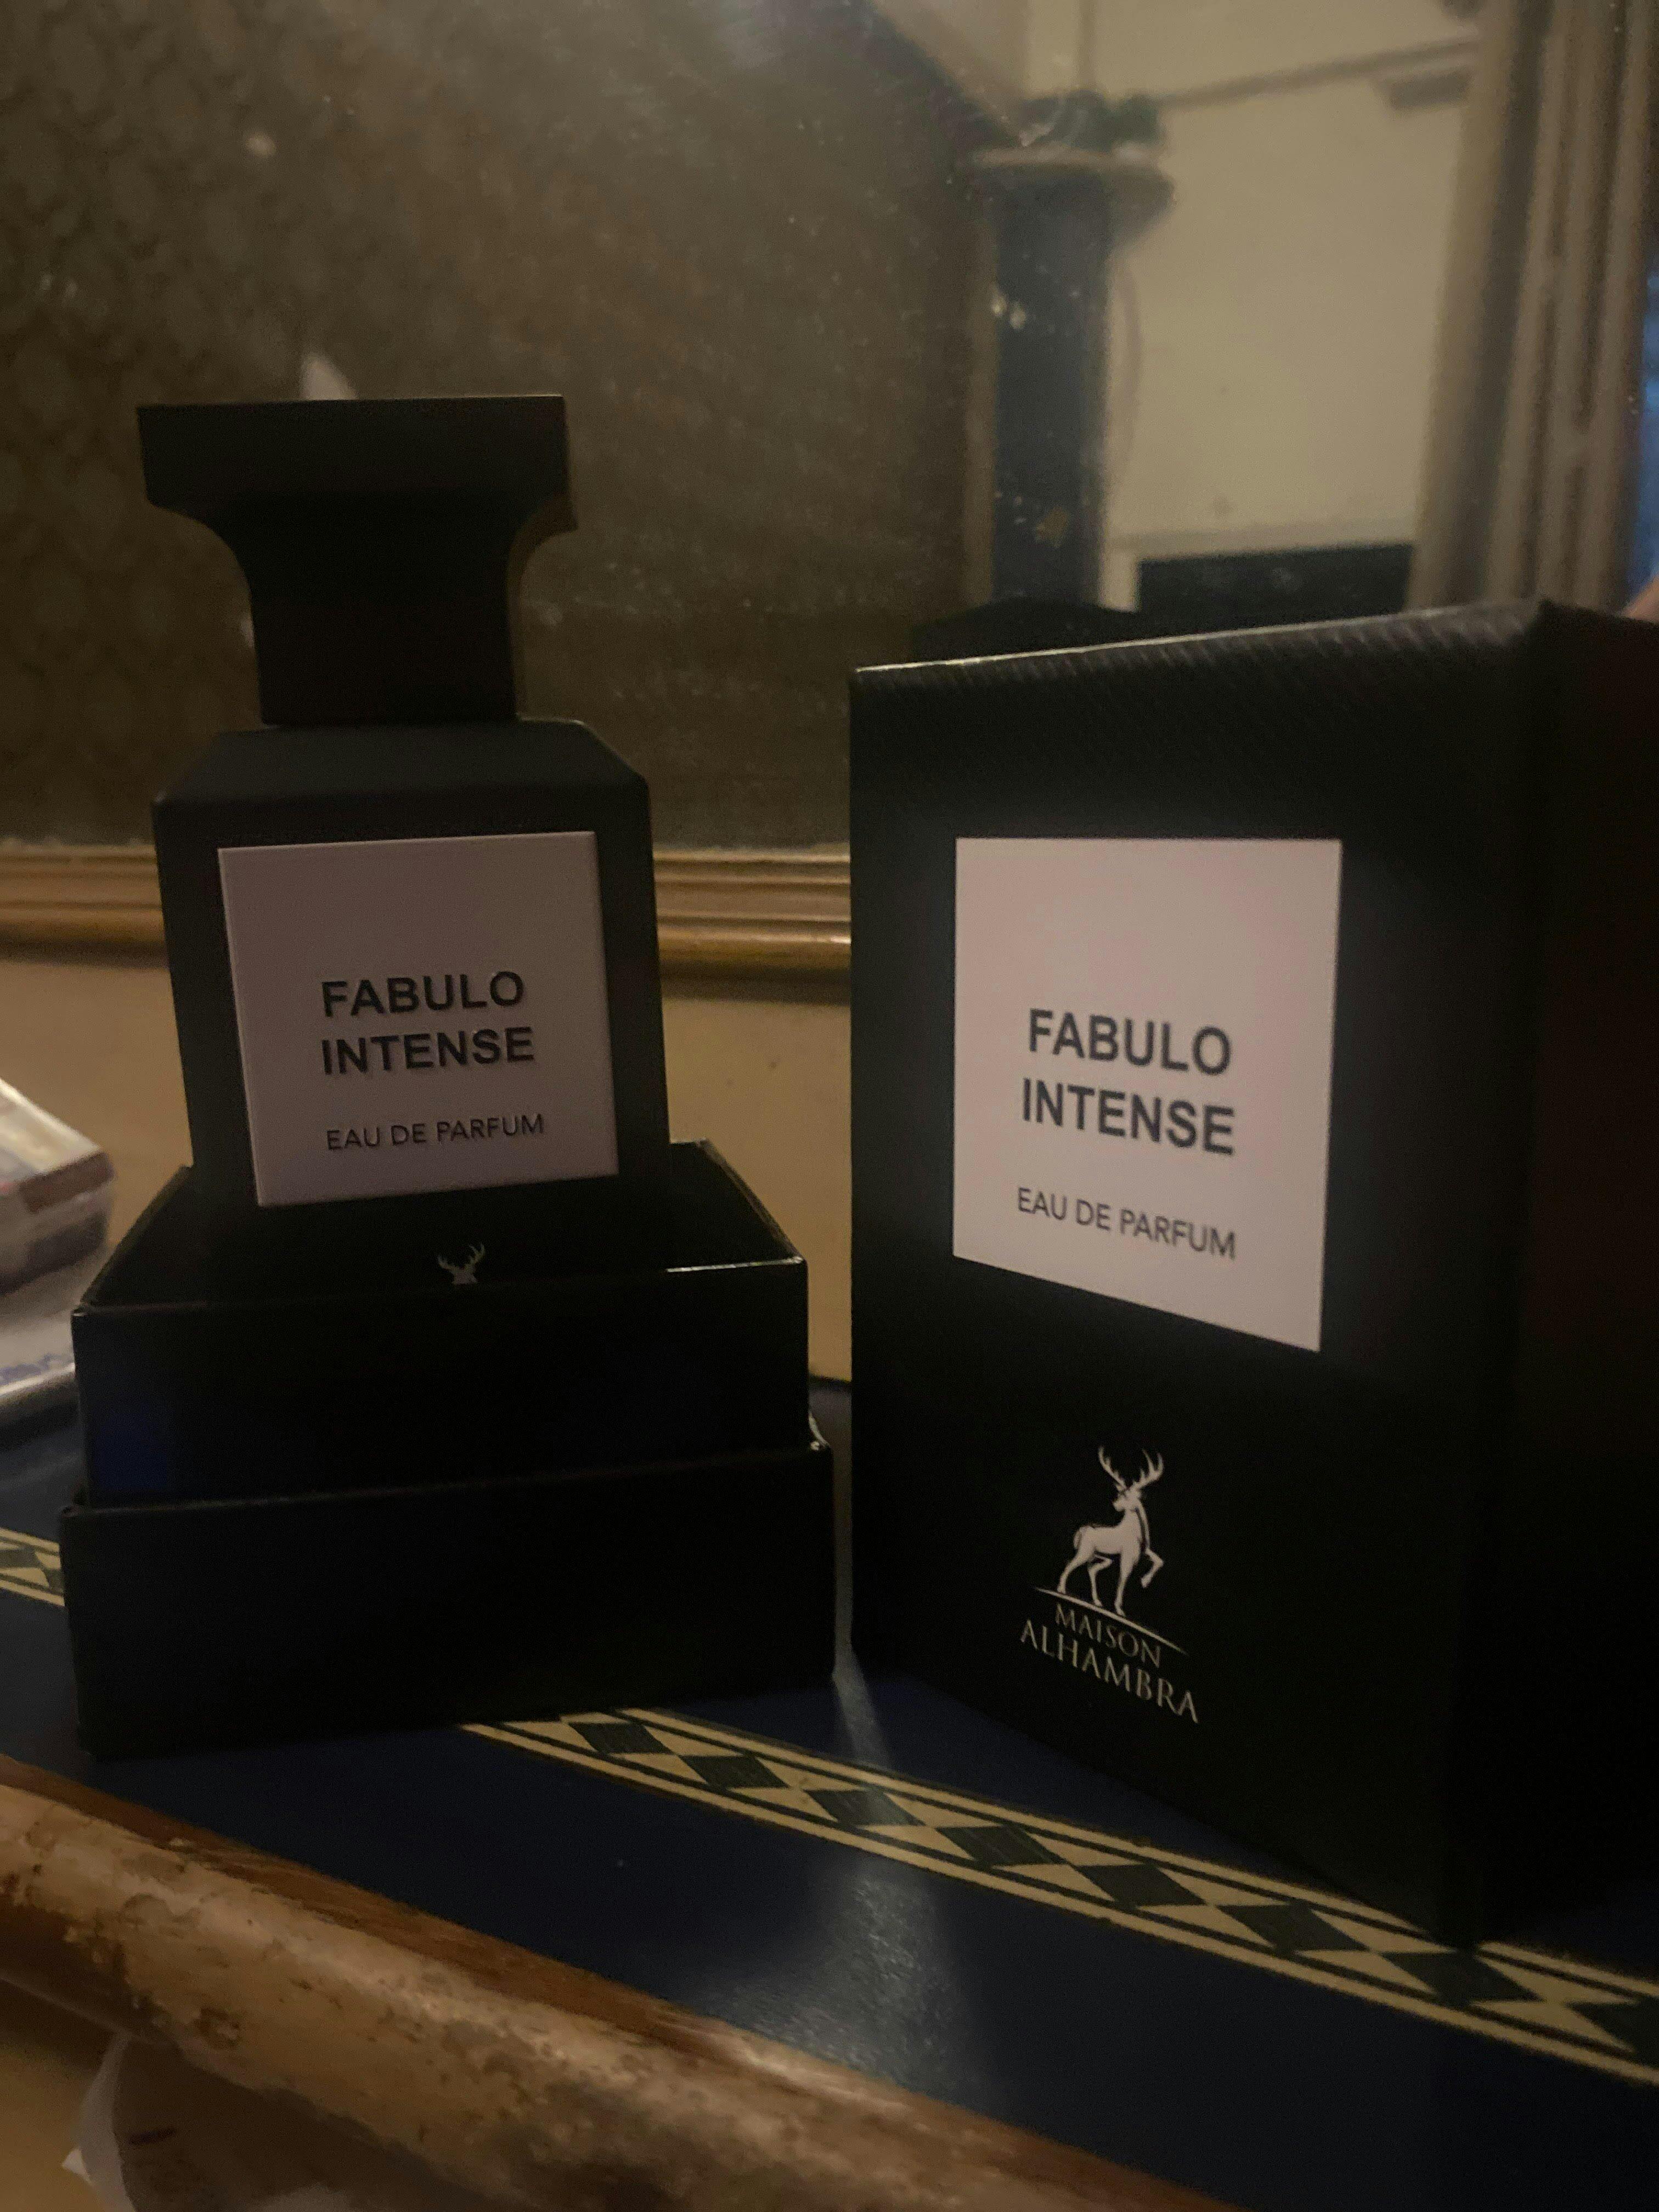 FABULO
INTENSE
EAU DE PARFUM
FABULO
INTENSE
EAU DE PARFUM
MAISON
ALHAMBRA